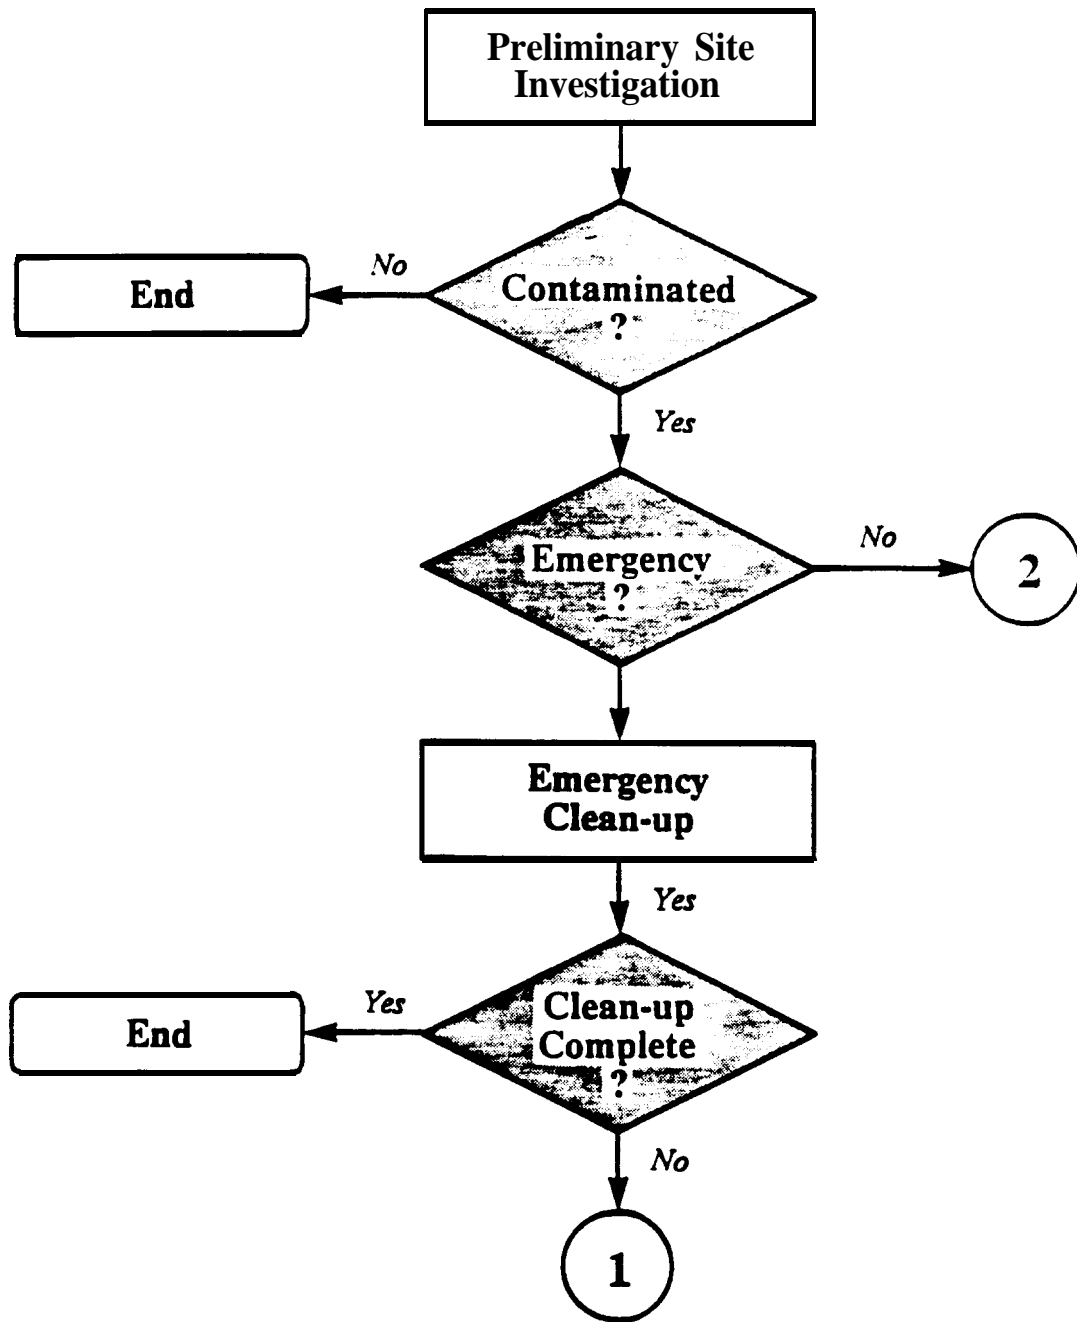 Preliminary Site
Investigation
No
End
Contaminated
?
Yes
Emergency
?
No
2
Emergency
Clean-up
Yes
Yes
End
Clean-up
Complete
?
No
1